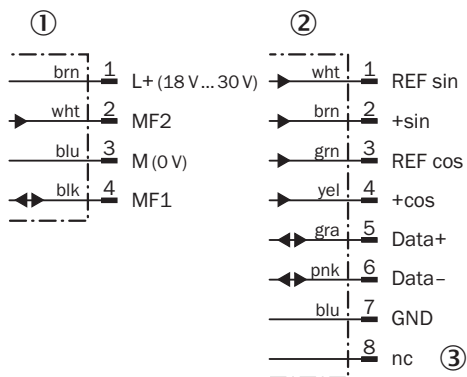 ①
brn 1 L+ (18 V ... 30 V)
wht 2 MF2
blu 3 M (0 V)
blk 4 MF1
②
wht 1 REF sin
brn 2 +sin
grn 3 REF cos
yel 4 +cos
gra 5 Data+
pnk 6 Data–
blu 7 GND
8 nc ③